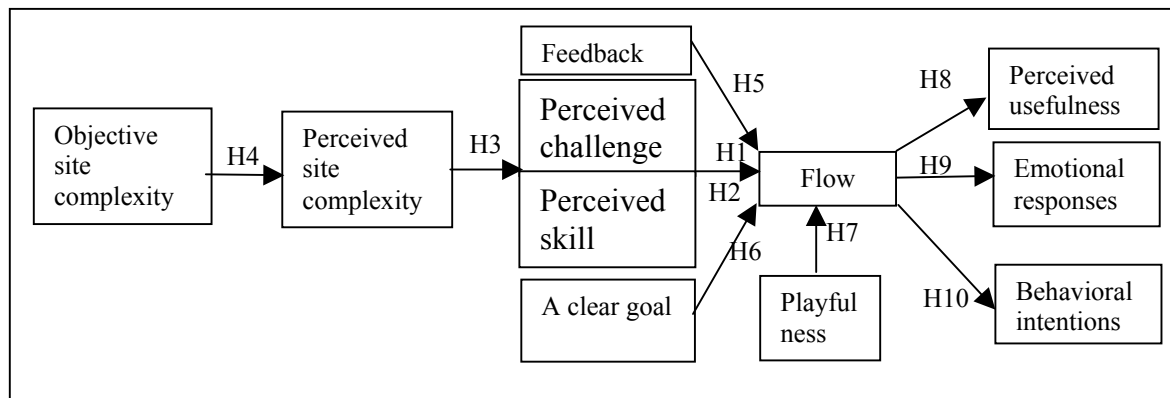 Objective
site
complexity
H4
Perceived
site
complexity
H3
Feedback
Perceived
challenge
Perceived
skill
A clear goal
H5
H1
H2
H6
Flow
H7
Playful
ness
H8
H9
H10
Perceived
usefulness
Emotional
responses
Behavioral
intentions